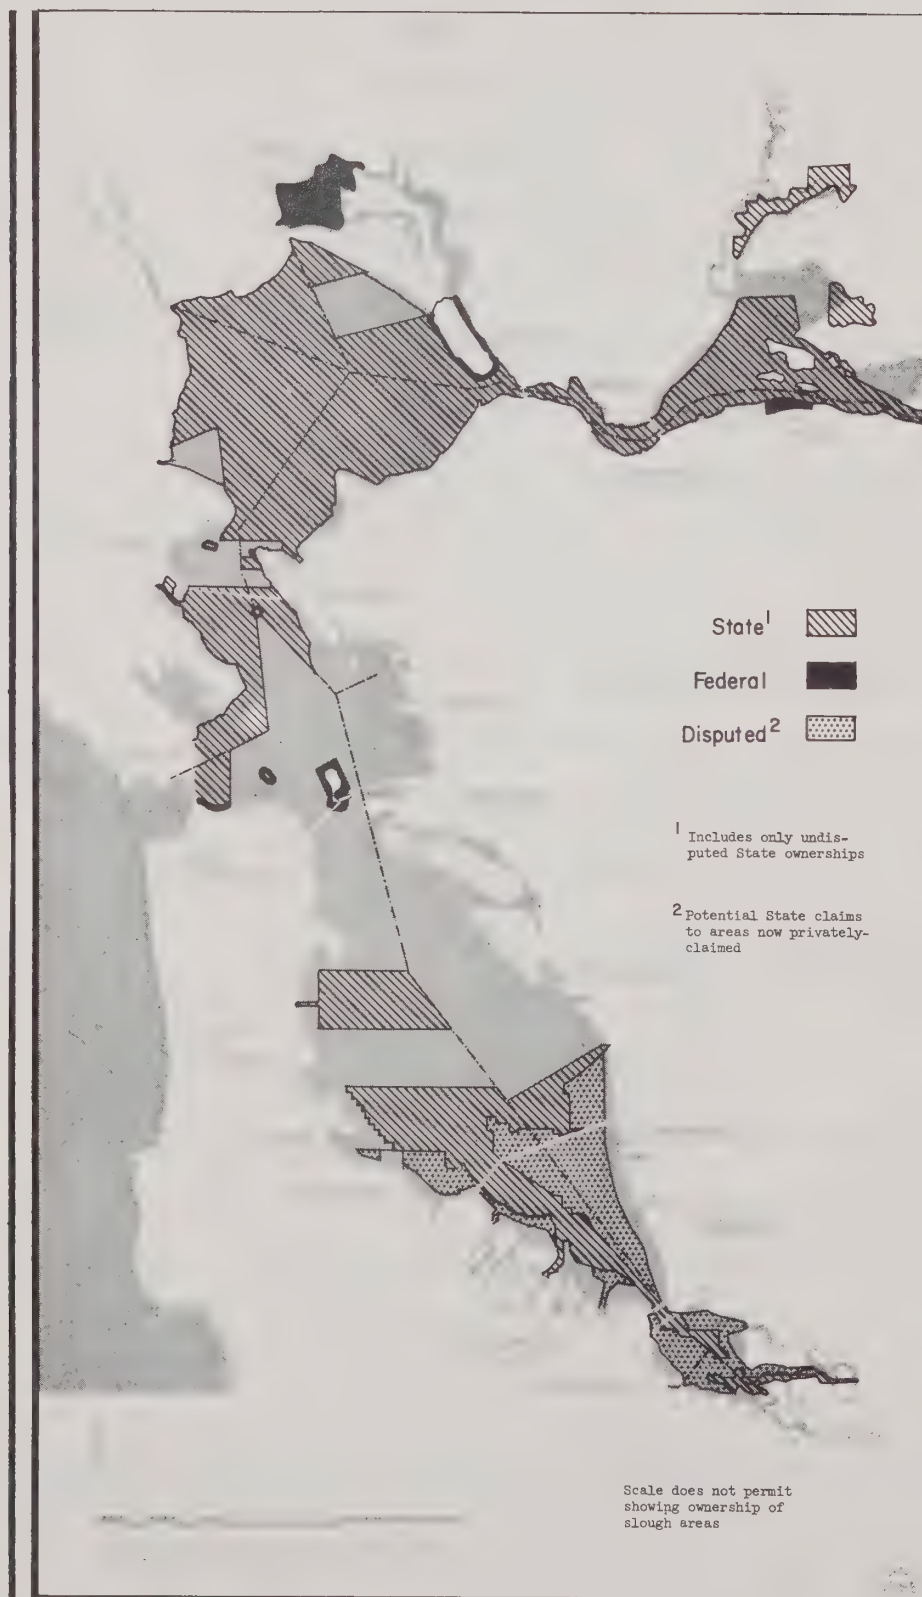 State¹
Federal
Disputed²
¹ Includes only undis-
puted State ownerships
² Potential State claims
to areas now privately-
claimed
Scale does not permit
showing ownership of
slough areas